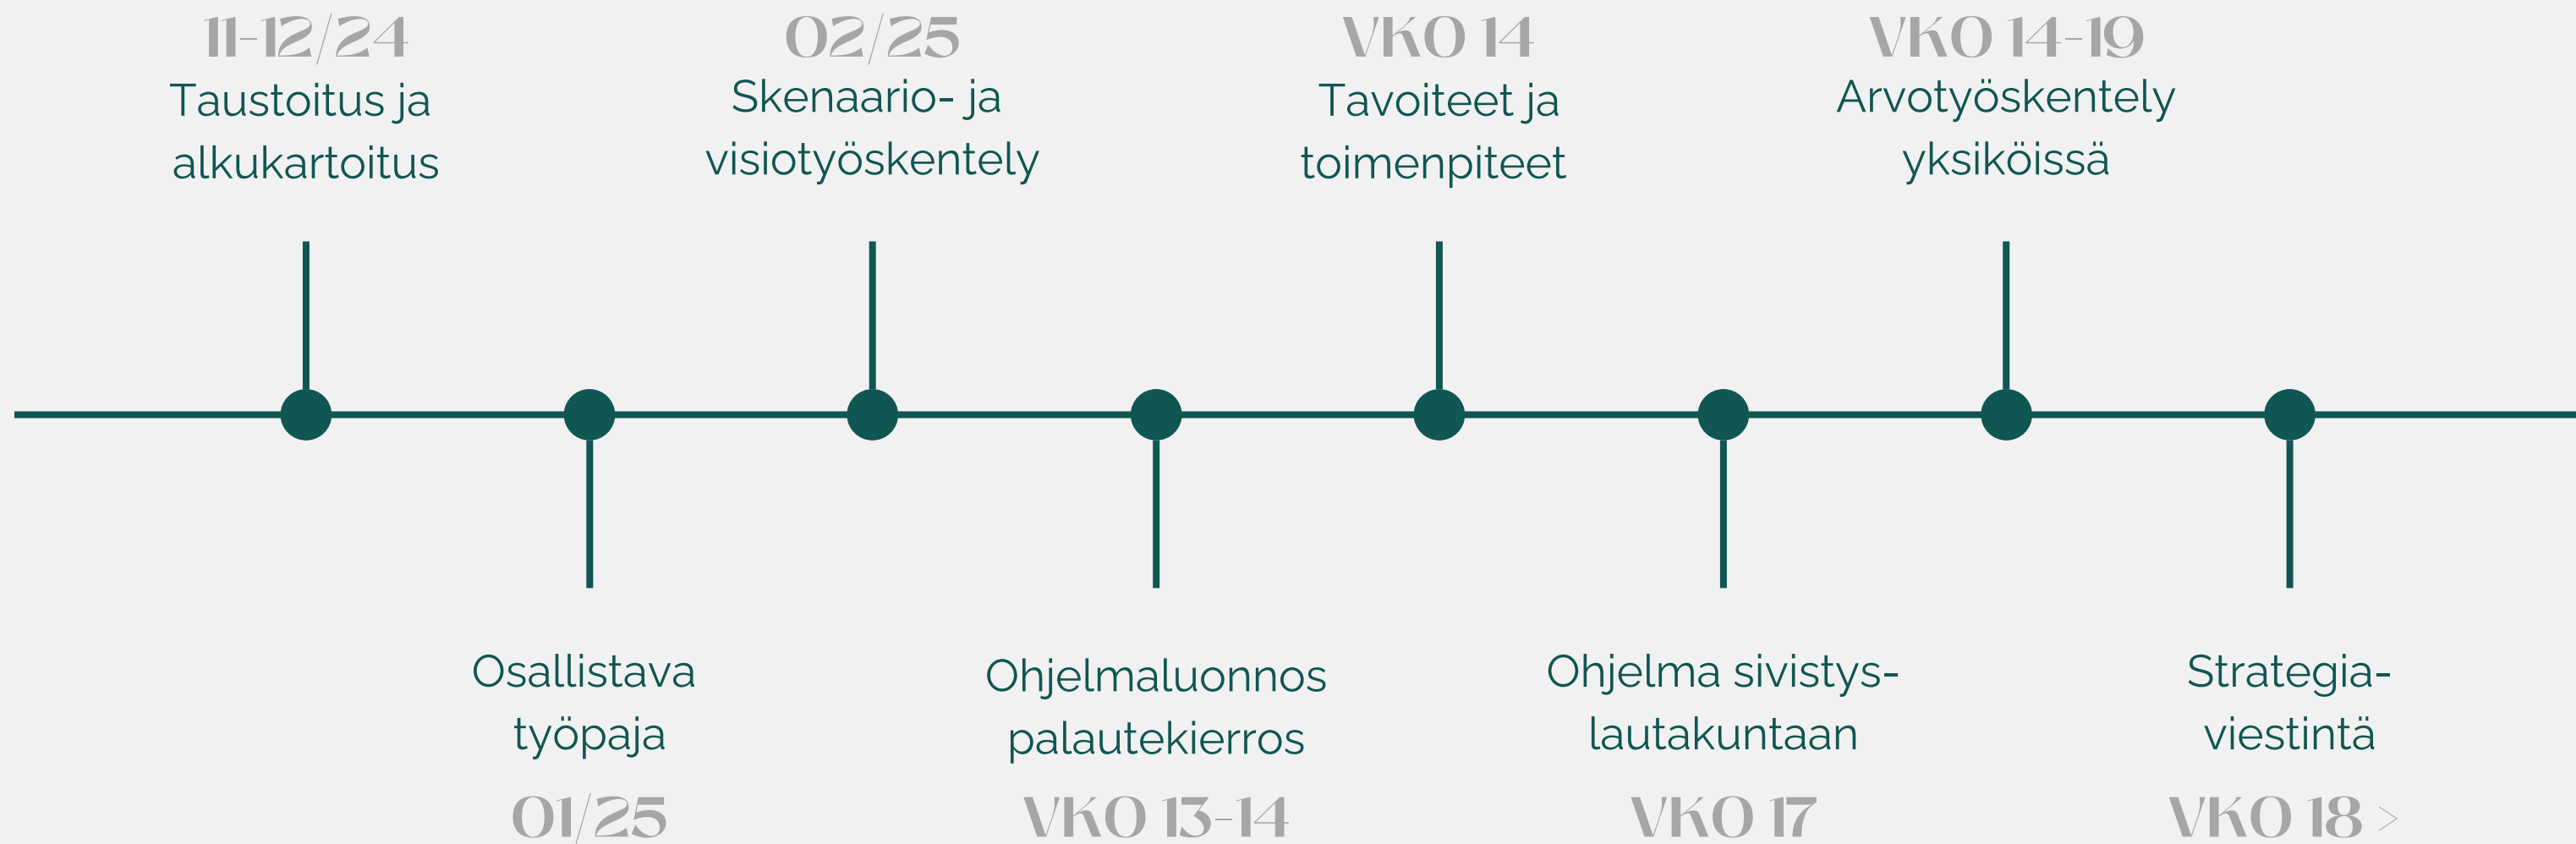 11-12/24
Taustoitus ja
alkukartoitus
02/25
Skenaario- ja
visiotyöskentely
VKO 14
Tavoiteet ja
toimenpiteet
VKO 14-19
Arvotyöskentely
yksiköissä
Osallistava
työpaja
01/25
Ohjelmaluonnos
palautekierros
VKO 13-14
Ohjelma sivistys-
lautakuntaan
VKO 17
Strategia-
viestintä
VKO 18 >